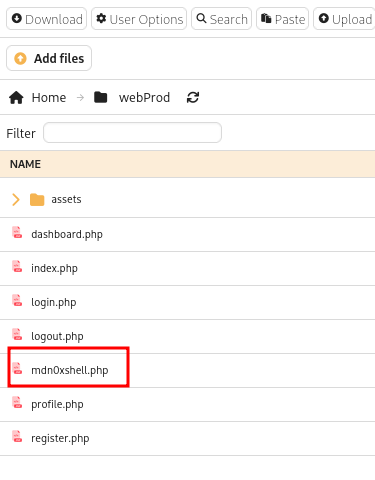 Download User Options Search Paste Upload
Add files
Home webProd
Filter
NAME
assets
dashboard.php
index.php
login.php
logout.php
mdn0xshell.php
profile.php
register.php